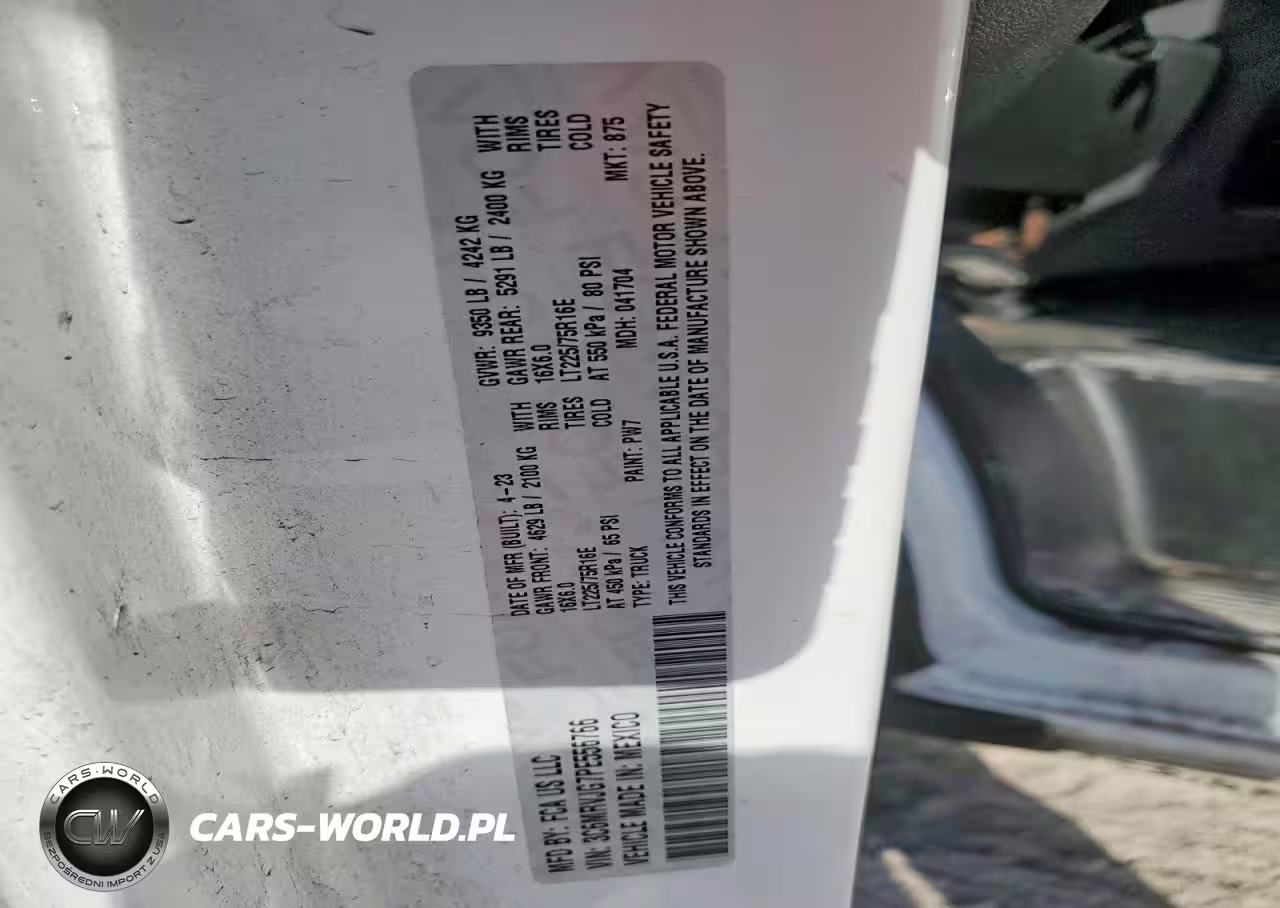 MFD BY: FCA US LLC
DATE OF MFR (BUILT): 4-23
GVWR: 9350 LB / 4242 KG
GAWR FRONT: 4629 LB / 2100 KG WITH
16X6.0 RIMS
LT225/75R16E TIRES
AT 450 kPa / 65 PSI COLD
GAWR REAR: 5291 LB / 2400 KG WITH
16X6.0 RIMS
LT225/75R16E TIRES
AT 550 kPa / 80 PSI COLD
VIN: 3C6MRVJG7PE556766
TYPE: TRUCK
PAINT: PW7
MDH: 041704
MKT: 875
VEHICLE MADE IN: MEXICO
THIS VEHICLE CONFORMS TO ALL APPLICABLE U.S.A. FEDERAL MOTOR VEHICLE SAFETY
STANDARDS IN EFFECT ON THE DATE OF MANUFACTURE SHOWN ABOVE.
CARS-WORLD
CW
BEZPOŚREDNI IMPORT Z USA
CARS-WORLD.PL